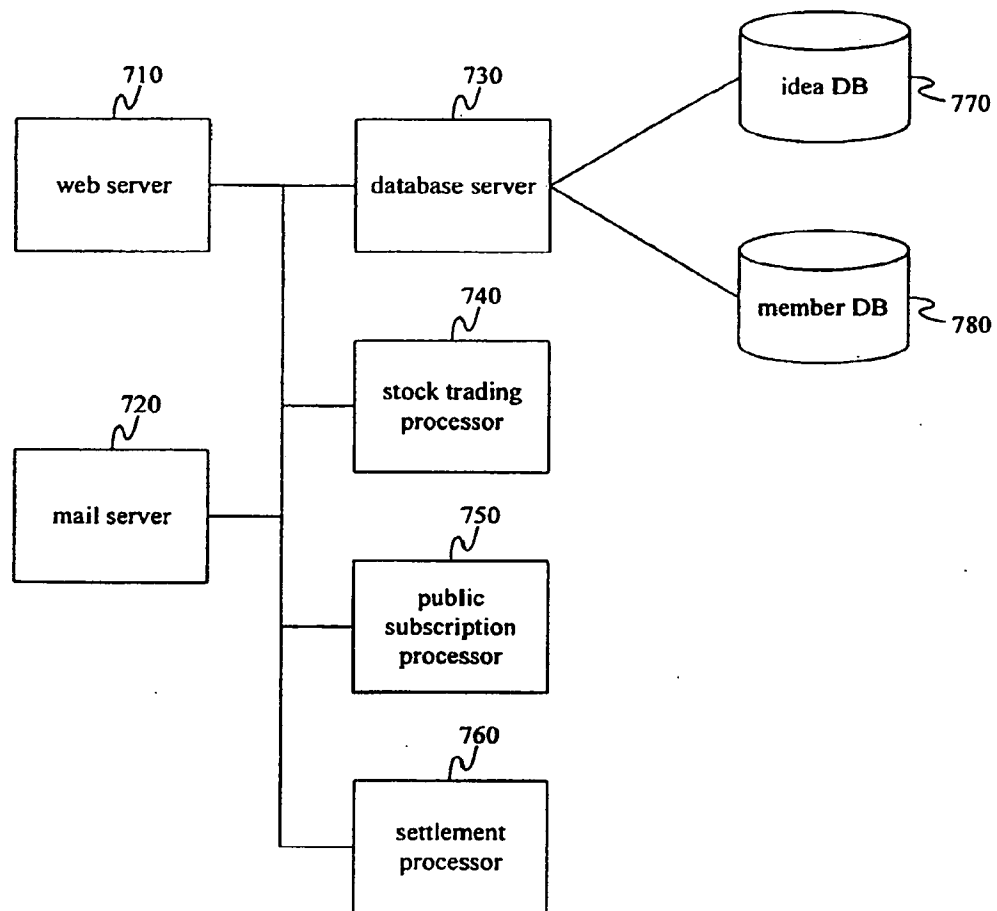 710
web server
730
database server
idea DB
770
member DB
780
740
stock trading
processor
720
mail server
750
public
subscription
processor
760
settlement
processor